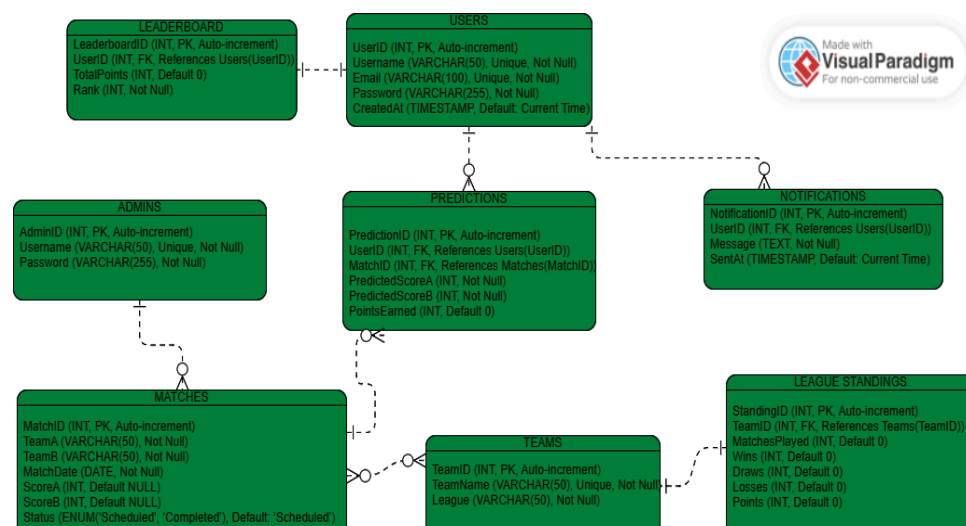 LEADERBOARD
LeaderboardID (INT, PK, Auto-increment)
UserID (INT, FK, References Users(UserID))
TotalPoints (INT, Default 0)
Rank (INT, Not Null)
USERS
UserID (INT, PK, Auto-increment)
Username (VARCHAR(50), Unique, Not Null)
Email (VARCHAR(100), Unique, Not Null)
Password (VARCHAR(255), Not Null)
CreatedAt (TIMESTAMP, Default: Current Time)
Made with
VisualParadigm
For non-commercial use
ADMINS
AdminID (INT, PK, Auto-increment)
Username (VARCHAR(50), Unique, Not Null)
Password (VARCHAR(255), Not Null)
PREDICTIONS
PredictionID (INT, PK, Auto-increment)
UserID (INT, FK, References Users(UserID))
MatchID (INT, FK, References Matches(MatchID))
PredictedScoreA (INT, Not Null)
PredictedScoreB (INT, Not Null)
PointsEarned (INT, Default 0)
NOTIFICATIONS
NotificationID (INT, PK, Auto-increment)
UserID (INT, FK, References Users(UserID))
Message (TEXT, Not Null)
SentAt (TIMESTAMP, Default: Current Time)
MATCHES
MatchID (INT, PK, Auto-increment)
TeamA (VARCHAR(50), Not Null)
TeamB (VARCHAR(50), Not Null)
MatchDate (DATE, Not Null)
ScoreA (INT, Default NULL)
ScoreB (INT, Default NULL)
Status (ENUM('Scheduled', 'Completed'), Default: 'Scheduled')
TEAMS
TeamID (INT, PK, Auto-increment)
TeamName (VARCHAR(50), Unique, Not Null)
League (VARCHAR(50), Not Null)
LEAGUE STANDINGS
StandingID (INT, PK, Auto-increment)
TeamID (INT, FK, References Teams(TeamID))
MatchesPlayed (INT, Default 0)
Wins (INT, Default 0)
Draws (INT, Default 0)
Losses (INT, Default 0)
Points (INT, Default 0)